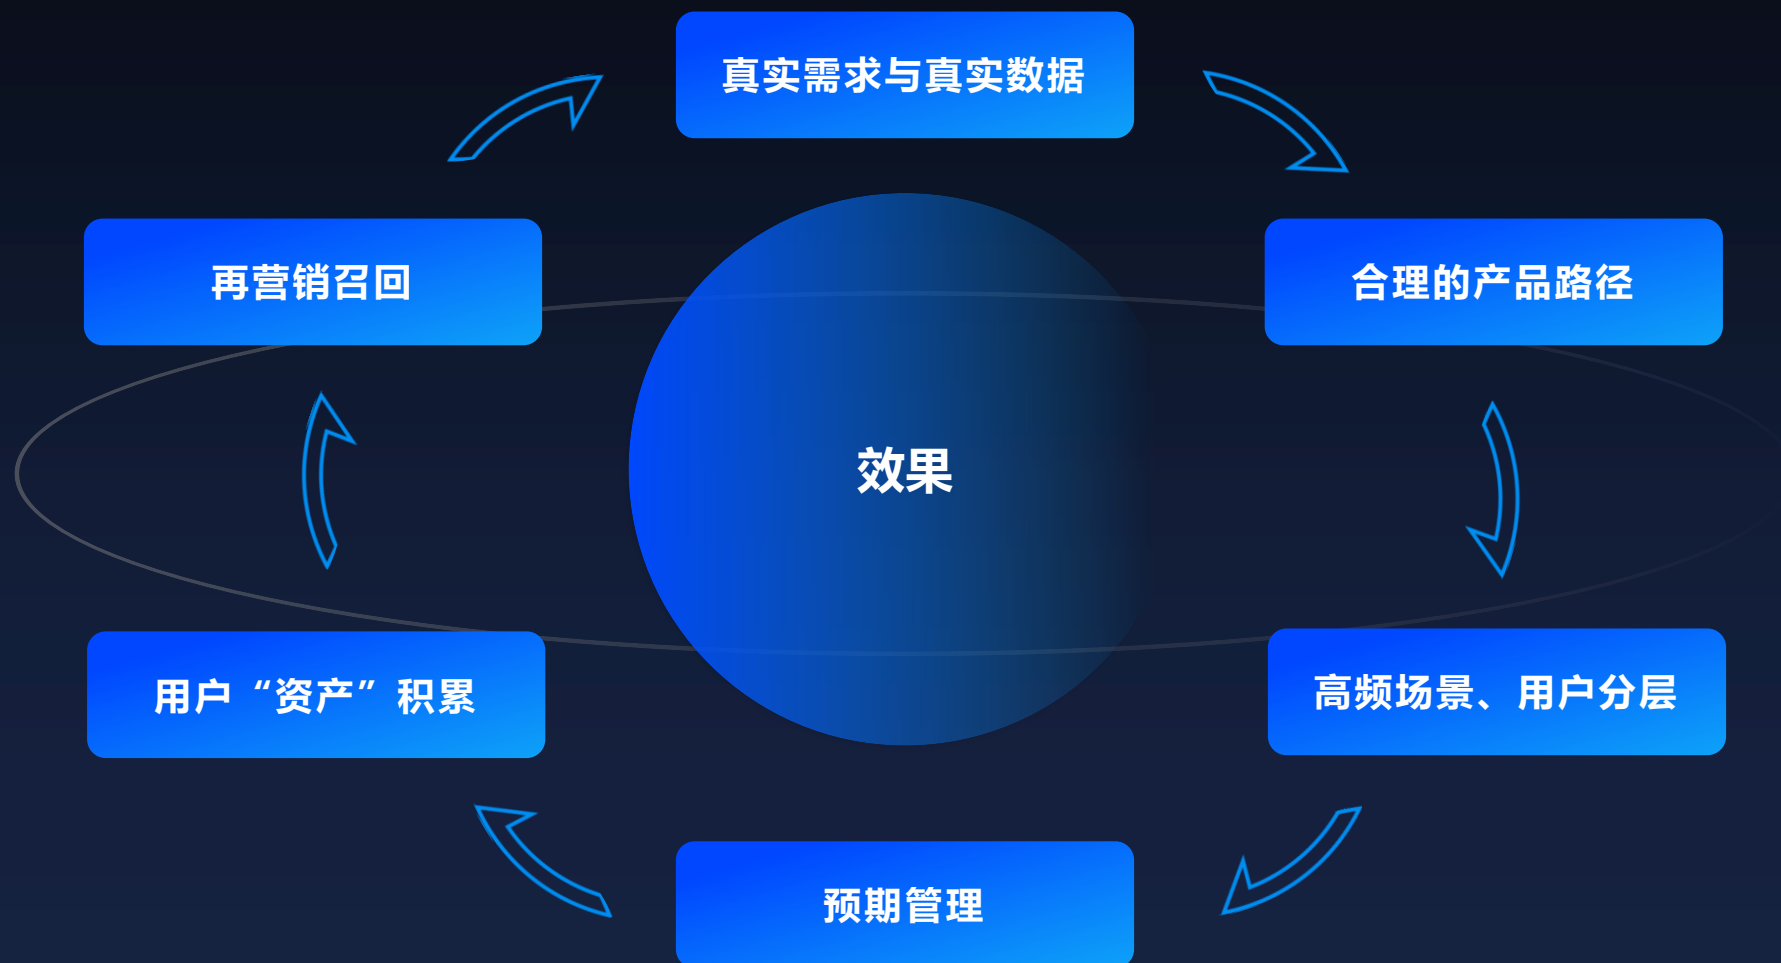 真实需求与真实数据
再营销召回
合理的产品路径
效果
用户“资产”积累
高频场景、用户分层
预期管理